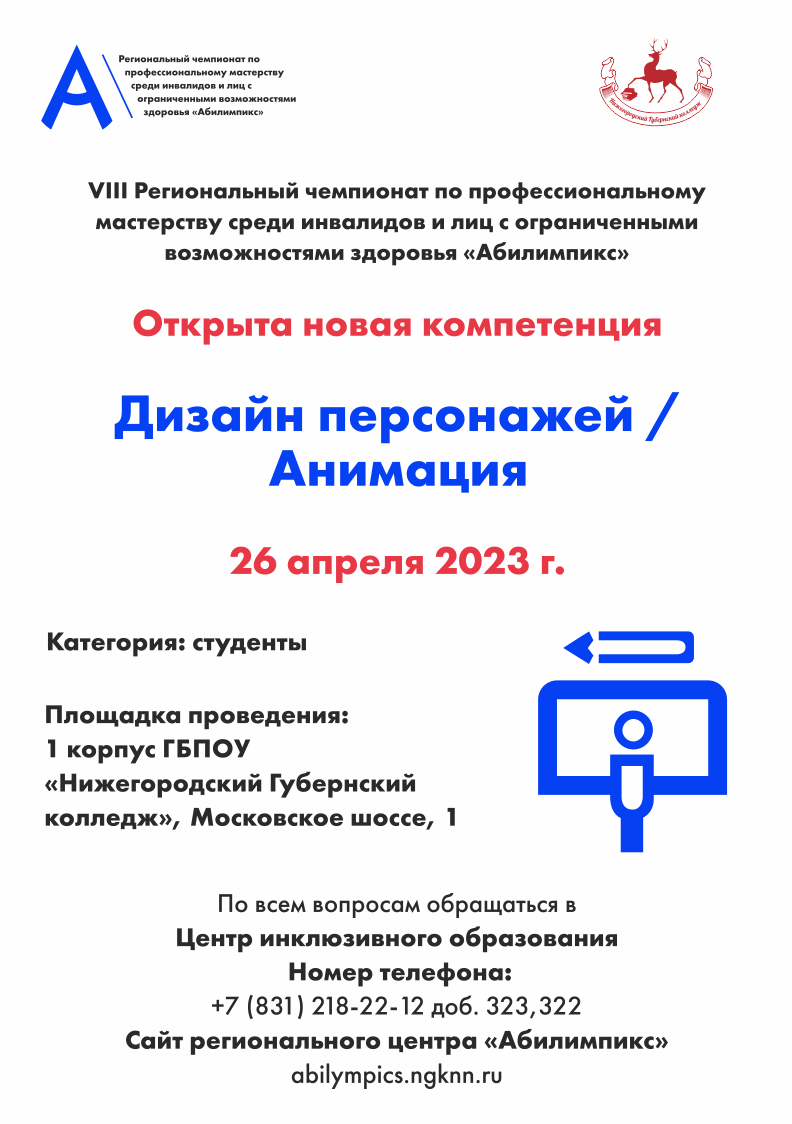 Региональный чемпионат по
профессиональному мастерству
среди инвалидов и лиц с
ограниченными возможностями
здоровья «Абилимпикс»
Нижегородский Губернский колледж
VIII Региональный чемпионат по профессиональному
мастерству среди инвалидов и лиц с ограниченными
возможностями здоровья «Абилимпикс»
Открыта новая компетенция
Дизайн персонажей /
Анимация
26 апреля 2023 г.
Категория: студенты
Площадка проведения:
1 корпус ГБПОУ
«Нижегородский Губернский
колледж», Московское шоссе, 1
По всем вопросам обращаться в
Центр инклюзивного образования
Номер телефона:
+7 (831) 218-22-12 доб. 323,322
Сайт регионального центра «Абилимпикс»
abilympics.ngknn.ru